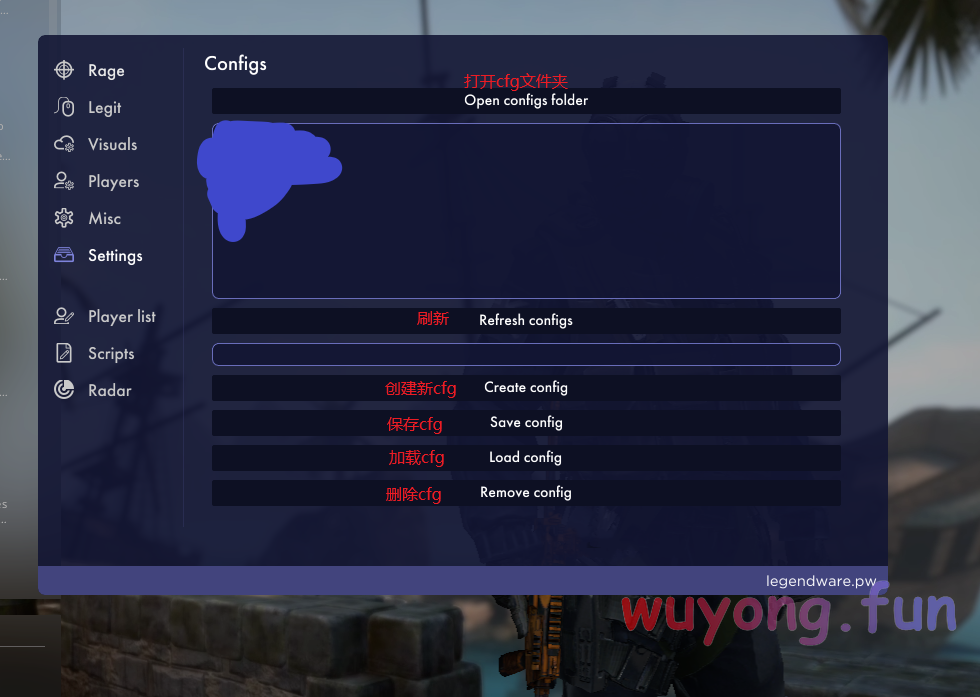 Configs
打开cfg文件夹
Open configs folder
Rage
Legit
Visuals
Players
Misc
Settings
Player list
Scripts
Radar
刷新 Refresh configs
创建新cfg Create config
保存cfg Save config
加载cfg Load config
删除cfg Remove config
legendware.pw
wuyong.fun